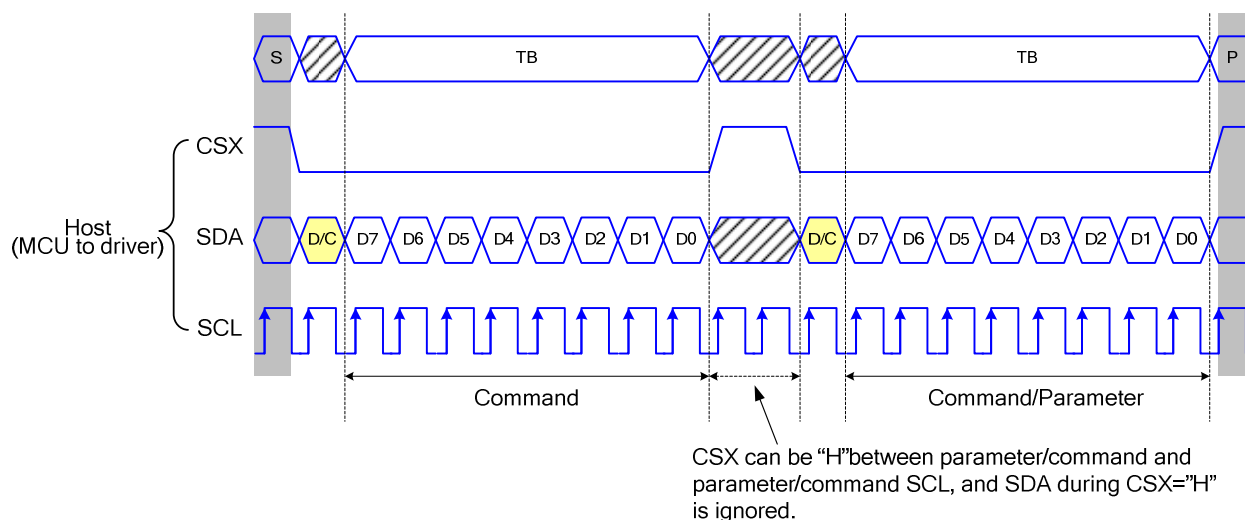 S TB TB P
CSX
Host
(MCU to driver)
SDA D/C D7 D6 D5 D4 D3 D2 D1 D0 D/C D7 D6 D5 D4 D3 D2 D1 D0
SCL
Command Command/Parameter
CSX can be “H”between parameter/command and
parameter/command SCL, and SDA during CSX=”H”
is ignored.